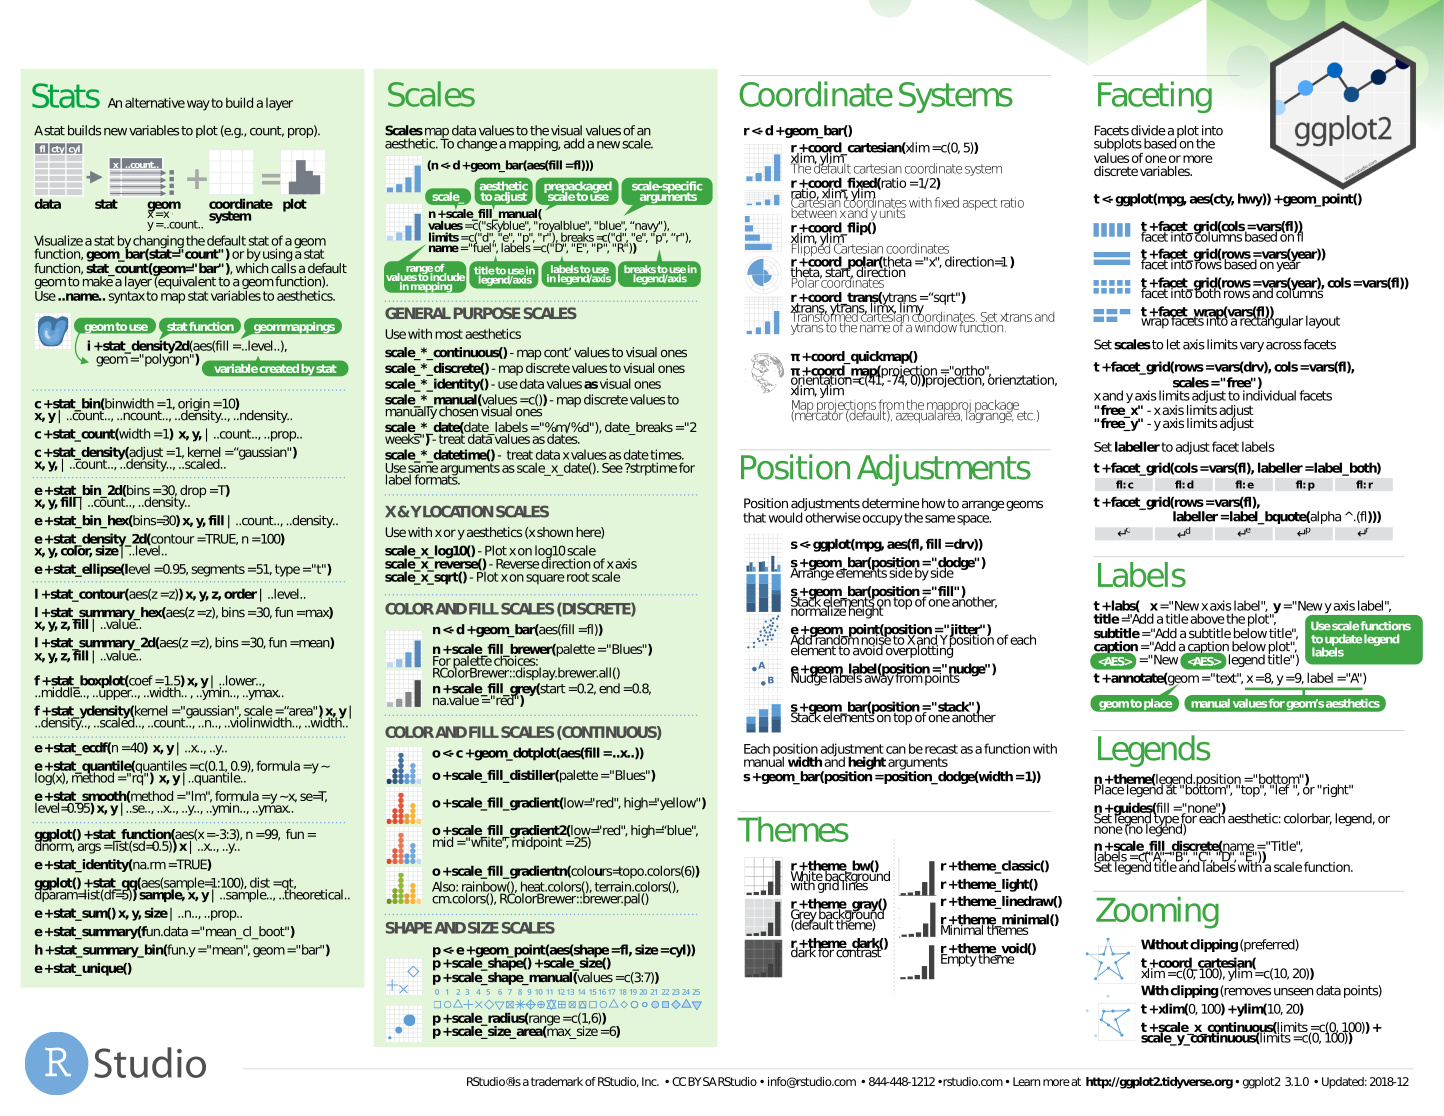 Stats An alternative way to build a layer
A stat builds new variables to plot (e.g., count, prop).
fl cty cyl
x ..count..
+ =
data stat geom coordinate system plot
x = x
y = ..count..
Visualize a stat by changing the default stat of a geom
function, geom_bar(stat="count") or by using a stat
function, stat_count(geom="bar"), which calls a default
geom to make a layer (equivalent to a geom function).
Use ..name.. syntax to map stat variables to aesthetics.
geom to use stat function geommappings
i + stat_density2d(aes(fill = ..level..),
geom = "polygon")
variable created by stat
c + stat_bin(binwidth = 1, origin = 10)
x, y | ..count.., ..ncount.., ..density.., ..ndensity..
c + stat_count(width = 1) x, y, | ..count.., ..prop..
c + stat_density(adjust = 1, kernel = “gaussian")
x, y, | ..count.., ..density.., ..scaled..
e + stat_bin_2d(bins = 30, drop = T)
x, y, fill | ..count.., ..density..
e + stat_bin_hex(bins=30) x, y, fill | ..count.., ..density..
e + stat_density_2d(contour = TRUE, n = 100)
x, y, color, size | ..level..
e + stat_ellipse(level = 0.95, segments = 51, type = "t")
l + stat_contour(aes(z = z)) x, y, z, order | ..level..
l + stat_summary_hex(aes(z = z), bins = 30, fun = max)
x, y, z, fill | ..value..
l + stat_summary_2d(aes(z = z), bins = 30, fun = mean)
x, y, z, fill | ..value..
f + stat_boxplot(coef = 1.5) x, y | ..lower..,
..middle.., ..upper.., ..width.. , ..ymin.., ..ymax..
f + stat_ydensity(kernel = "gaussian", scale = “area") x, y |
..density.., ..scaled.., ..count.., ..n.., ..violinwidth.., ..width..
e + stat_ecdf(n = 40) x, y | ..x.., ..y..
e + stat_quantile(quantiles = c(0.1, 0.9), formula = y ~
log(x), method = "rq") x, y | ..quantile..
e + stat_smooth(method = "lm", formula = y ~ x, se=T,
level=0.95) x, y | ..se.., ..x.., ..y.., ..ymin.., ..ymax..
ggplot() + stat_function(aes(x = -3:3), n = 99, fun =
dnorm, args = list(sd=0.5)) x | ..x.., ..y..
e + stat_identity(na.rm = TRUE)
ggplot() + stat_qq(aes(sample=1:100), dist = qt,
dparam=list(df=5)) sample, x, y | ..sample.., ..theoretical..
e + stat_sum() x, y, size | ..n.., ..prop..
e + stat_summary(fun.data = "mean_cl_boot")
h + stat_summary_bin(fun.y = "mean", geom = "bar")
e + stat_unique()
Scales
Scales map data values to the visual values of an
aesthetic. To change a mapping, add a new scale.
(n <- d + geom_bar(aes(fill = fl)))
scale_ aesthetic to adjust prepackaged scale to use scale-specific arguments
n + scale_fill_manual(
values = c("skyblue", "royalblue", "blue", “navy"),
limits = c("d", "e", "p", "r"), breaks =c("d", "e", "p", “r"),
name = "fuel", labels = c("D", "E", "P", "R"))
range of values to include in mapping title to use in legend/axis labels to use in legend/axis breaks to use in legend/axis
GENERAL PURPOSE SCALES
Use with most aesthetics
scale_*_continuous() - map cont’ values to visual ones
scale_*_discrete() - map discrete values to visual ones
scale_*_identity() - use data values as visual ones
scale_*_manual(values = c()) - map discrete values to
manually chosen visual ones
scale_*_date(date_labels = "%m/%d"), date_breaks = "2
weeks") - treat data values as dates.
scale_*_datetime() - treat data x values as date times.
Use same arguments as scale_x_date(). See ?strptime for
label formats.
X & Y LOCATION SCALES
Use with x or y aesthetics (x shown here)
scale_x_log10() - Plot x on log10 scale
scale_x_reverse() - Reverse direction of x axis
scale_x_sqrt() - Plot x on square root scale
COLOR AND FILL SCALES (DISCRETE)
n <- d + geom_bar(aes(fill = fl))
n + scale_fill_brewer(palette = "Blues")
For palette choices:
RColorBrewer::display.brewer.all()
n + scale_fill_grey(start = 0.2, end = 0.8,
na.value = "red")
COLOR AND FILL SCALES (CONTINUOUS)
o <- c + geom_dotplot(aes(fill = ..x..))
o + scale_fill_distiller(palette = "Blues")
o + scale_fill_gradient(low="red", high="yellow")
o + scale_fill_gradient2(low="red", high=“blue",
mid = "white", midpoint = 25)
o + scale_fill_gradientn(colours=topo.colors(6))
Also: rainbow(), heat.colors(), terrain.colors(),
cm.colors(), RColorBrewer::brewer.pal()
SHAPE AND SIZE SCALES
p <- e + geom_point(aes(shape = fl, size = cyl))
p + scale_shape() + scale_size()
p + scale_shape_manual(values = c(3:7))
0 1 2 3 4 5 6 7 8 9 10 11 12 13 14 15 16 17 18 19 20 21 22 23 24 25
p + scale_radius(range = c(1,6))
p + scale_size_area(max_size = 6)
Coordinate Systems
r <- d + geom_bar()
r + coord_cartesian(xlim = c(0, 5))
xlim, ylim
The default cartesian coordinate system
r + coord_fixed(ratio = 1/2)
ratio, xlim, ylim
Cartesian coordinates with fixed aspect ratio
between x and y units
r + coord_flip()
xlim, ylim
Flipped Cartesian coordinates
r + coord_polar(theta = "x", direction=1 )
theta, start, direction
Polar coordinates
r + coord_trans(ytrans = “sqrt")
xtrans, ytrans, limx, limy
Transformed cartesian coordinates. Set xtrans and
ytrans to the name of a window function.
π + coord_quickmap()
π + coord_map(projection = "ortho",
orientation=c(41, -74, 0))projection, orienztation,
xlim, ylim
Map projections from the mapproj package
(mercator (default), azequalarea, lagrange, etc.)
Position Adjustments
Position adjustments determine how to arrange geoms
that would otherwise occupy the same space.
s <- ggplot(mpg, aes(fl, fill = drv))
s + geom_bar(position = "dodge")
Arrange elements side by side
s + geom_bar(position = "fill")
Stack elements on top of one another,
normalize height
e + geom_point(position = "jitter")
Add random noise to X and Y position of each
element to avoid overplotting
A
B
e + geom_label(position = "nudge")
Nudge labels away from points
s + geom_bar(position = "stack")
Stack elements on top of one another
Each position adjustment can be recast as a function with
manual width and height arguments
s + geom_bar(position = position_dodge(width = 1))
Themes
r + theme_bw()
White background
with grid lines
r + theme_gray()
Grey background
(default theme)
r + theme_dark()
dark for contrast
r + theme_classic()
r + theme_light()
r + theme_linedraw()
r + theme_minimal()
Minimal themes
r + theme_void()
Empty theme
Faceting
ggplot2
Facets divide a plot into
subplots based on the
values of one or more
discrete variables.
t <- ggplot(mpg, aes(cty, hwy)) + geom_point()
t + facet_grid(cols = vars(fl))
facet into columns based on fl
t + facet_grid(rows = vars(year))
facet into rows based on year
t + facet_grid(rows = vars(year), cols = vars(fl))
facet into both rows and columns
t + facet_wrap(vars(fl))
wrap facets into a rectangular layout
Set scales to let axis limits vary across facets
t + facet_grid(rows = vars(drv), cols = vars(fl),
scales = "free")
x and y axis limits adjust to individual facets
"free_x" - x axis limits adjust
"free_y" - y axis limits adjust
Set labeller to adjust facet labels
t + facet_grid(cols = vars(fl), labeller = label_both)
fl: c fl: d fl: e fl: p fl: r
t + facet_grid(rows = vars(fl),
labeller = label_bquote(alpha ^ .(fl)))
↵c ↵d ↵e ↵p ↵r
Labels
t + labs( x = "New x axis label", y = "New y axis label",
title ="Add a title above the plot",
subtitle = "Add a subtitle below title",
caption = "Add a caption below plot",
<AES> = "New <AES> legend title")
Use scale functions
to update legend
labels
t + annotate(geom = "text", x = 8, y = 9, label = "A")
geom to place manual values for geom’s aesthetics
Legends
n + theme(legend.position = "bottom")
Place legend at "bottom", "top", "lef ", or "right"
n + guides(fill = "none")
Set legend type for each aesthetic: colorbar, legend, or
none (no legend)
n + scale_fill_discrete(name = "Title",
labels = c("A", "B", "C", "D", "E"))
Set legend title and labels with a scale function.
Zooming
Without clipping (preferred)
t + coord_cartesian(
xlim = c(0, 100), ylim = c(10, 20))
With clipping (removes unseen data points)
t + xlim(0, 100) + ylim(10, 20)
t + scale_x_continuous(limits = c(0, 100)) +
scale_y_continuous(limits = c(0, 100))
R Studio
RStudio® is a trademark of RStudio, Inc. • CC BY SA RStudio • info@rstudio.com • 844-448-1212 • rstudio.com • Learn more at http://ggplot2.tidyverse.org • ggplot2 3.1.0 • Updated: 2018-12